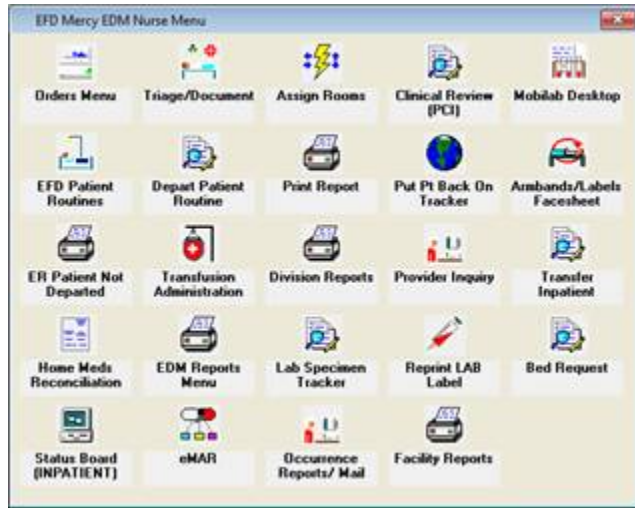 EFD Mercy EDM Nurse Menu
Orders Menu
Triage/Document
Assign Rooms
Clinical Review
(PCI)
Mobilab Desktop
EFD Patient
Routines
Depart Patient
Routine
Print Report
Put Pt Back On
Tracker
Armbands/Labels
Facesheet
ER Patient Not
Departed
Transfusion
Administration
Division Reports
Provider Inquiry
Transfer
Inpatient
Home Meds
Reconciliation
EDM Reports
Menu
Lab Specimen
Tracker
Reprint LAB
Label
Bed Request
Status Board
(INPATIENT)
eMAR
Occurrence
Reports/ Mail
Facility Reports